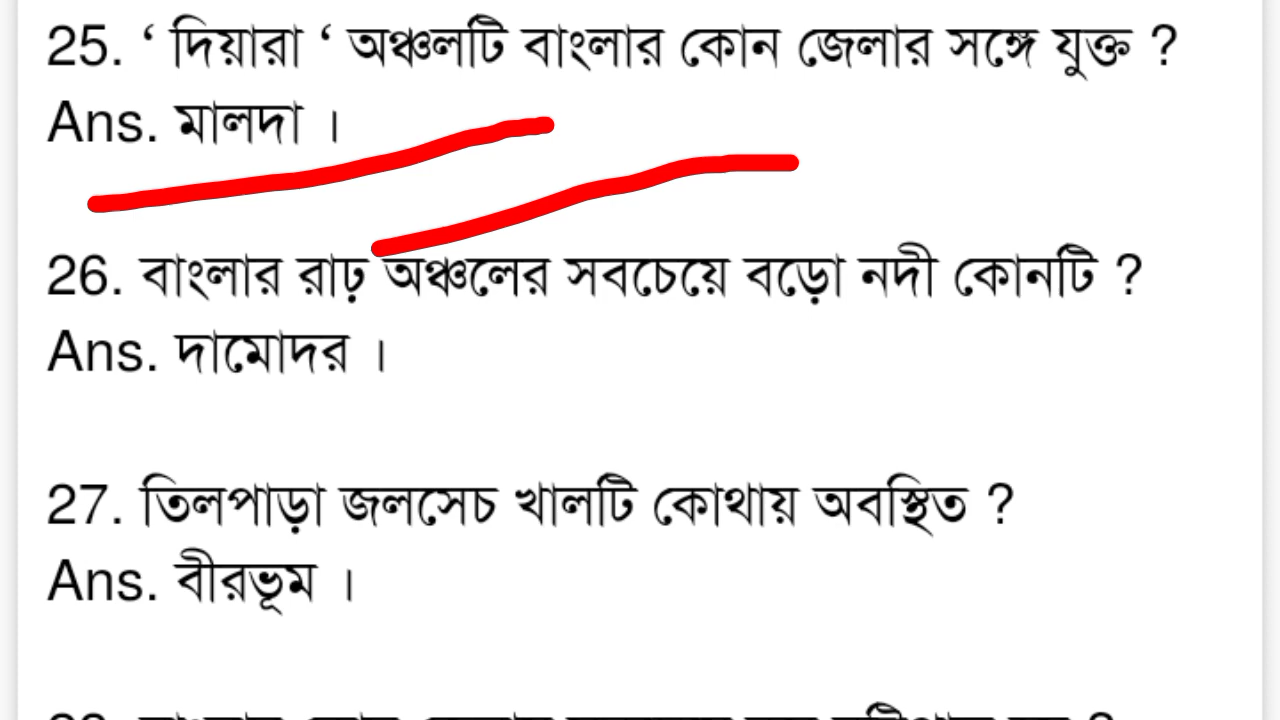 25. ‘ দিয়ারা ‘ অঞ্চলটি বাংলার কোন জেলার সঙ্গে যুক্ত ?
Ans. মালদা ।
26. বাংলার রাঢ় অঞ্চলের সবচেয়ে বড়ো নদী কোনটি ?
Ans. দামোদর ।
27. তিলপাড়া জলসেচ খালটি কোথায় অবস্থিত ?
Ans. বীরভূম ।